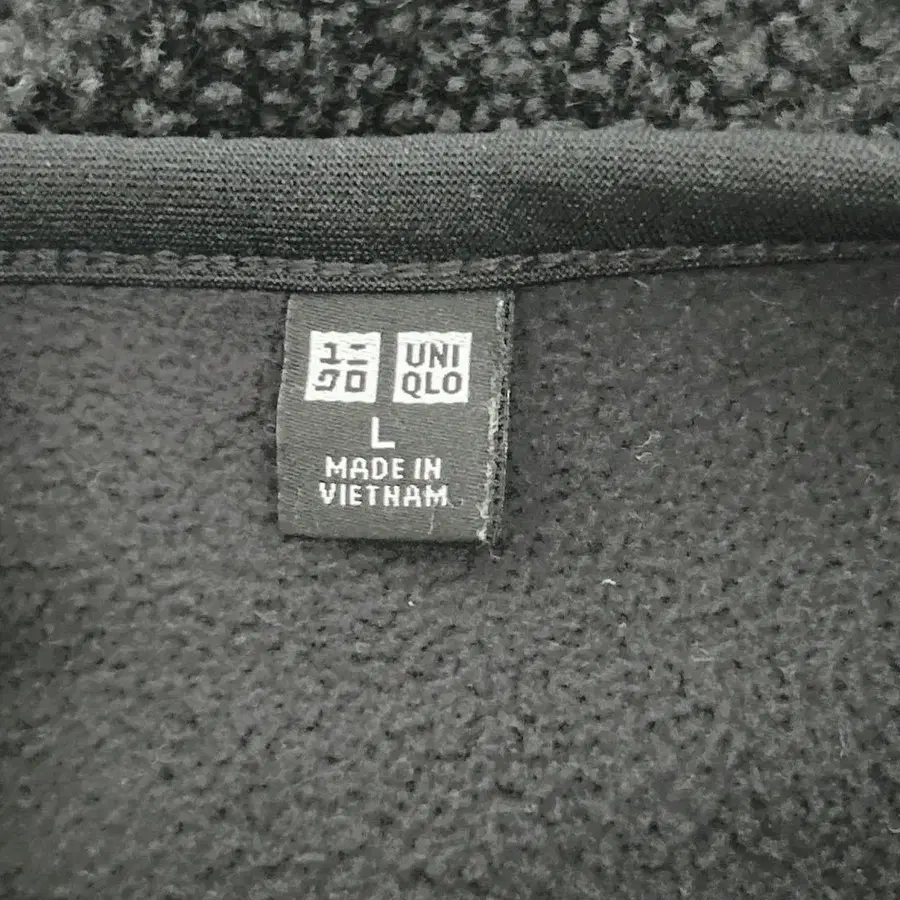 ユニ UNI
クロ QLO
L
MADE IN
VIETNAM